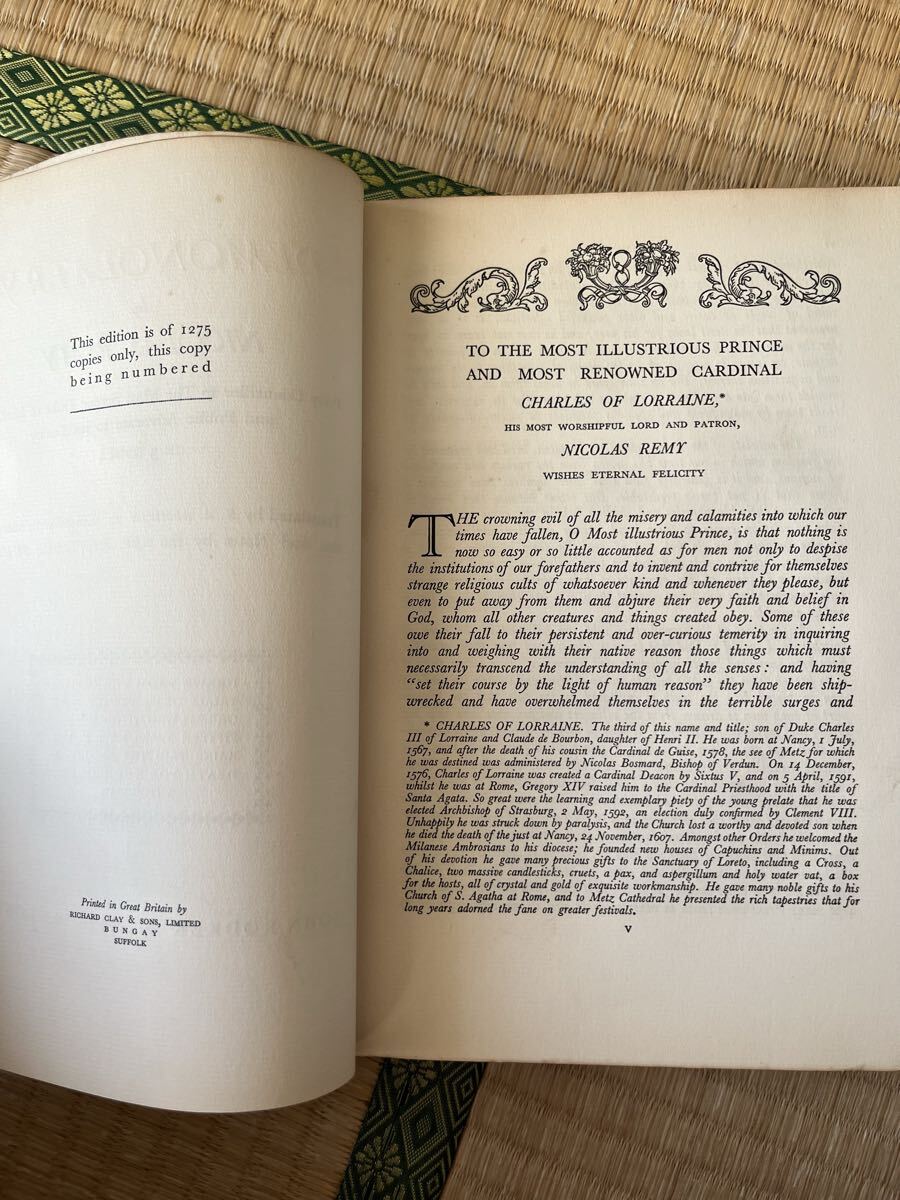 This edition is of 1275
copies only, this copy
being numbered
Printed in Great Britain by
RICHARD CLAY & SONS, LIMITED
BUNGAY
SUFFOLK
TO THE MOST ILLUSTRIOUS PRINCE
AND MOST RENOWNED CARDINAL
CHARLES OF LORRAINE,*
HIS MOST WORSHIPFUL LORD AND PATRON,
NICOLAS REMY
WISHES ETERNAL FELICITY
THE crowning evil of all the misery and calamities into which our
times have fallen, O Most illustrious Prince, is that nothing is
now so easy or so little accounted as for men not only to despise
the institutions of our forefathers and to invent and contrive for themselves
strange religious cults of whatsoever kind and whenever they please, but
even to put away from them and abjure their very faith and belief in
God, whom all other creatures and things created obey. Some of these
owe their fall to their persistent and over-curious temerity in inquiring
into and weighing with their native reason those things which must
necessarily transcend the understanding of all the senses: and having
"set their course by the light of human reason" they have been ship-
wrecked and have overwhelmed themselves in the terrible surges and
* CHARLES OF LORRAINE. The third of this name and title; son of Duke Charles
III of Lorraine and Claude de Bourbon, daughter of Henri II. He was born at Nancy, 1 July,
1567, and after the death of his cousin the Cardinal de Guise, 1578, the see of Metz for which
he was destined was administered by Nicolas Bosmard, Bishop of Verdun. On 14 December,
1576, Charles of Lorraine was created a Cardinal Deacon by Sixtus V, and on 5 April, 1591,
whilst he was at Rome, Gregory XIV raised him to the Cardinal Priesthood with the title of
Santa Agata. So great were the learning and exemplary piety of the young prelate that he was
elected Archbishop of Strasburg, 2 May, 1592, an election duly confirmed by Clement VIII.
Unhappily he was struck down by paralysis, and the Church lost a worthy and devoted son when
he died the death of the just at Nancy, 24 November, 1607. Amongst other Orders he welcomed the
Milanese Ambrosians to his diocese; he founded new houses of Capuchins and Minims. Out
of his devotion he gave many precious gifts to the Sanctuary of Loreto, including a Cross, a
Chalice, two massive candlesticks, cruets, a pax, and aspergillum and holy water vat, a box
for the hosts, all of crystal and gold of exquisite workmanship. He gave many noble gifts to his
Church of S. Agatha at Rome, and to Metz Cathedral he presented the rich tapestries that for
long years adorned the fane on greater festivals.
v